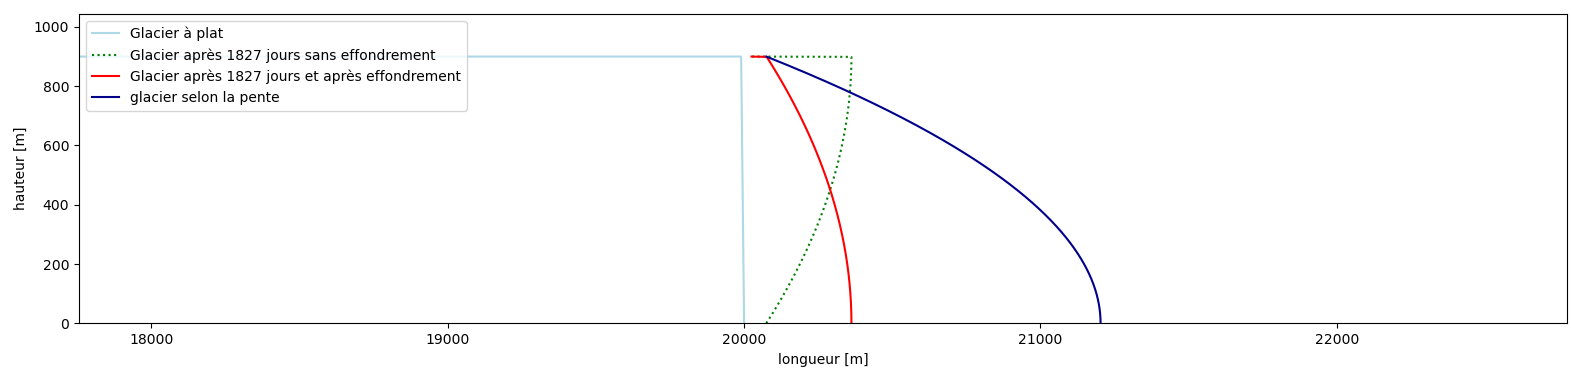 1000
800
600
400
200
0
hauteur [m]
Glacier à plat
Glacier après 1827 jours sans effondrement
Glacier après 1827 jours et après effondrement
glacier selon la pente
18000 19000 20000 21000 22000
longueur [m]